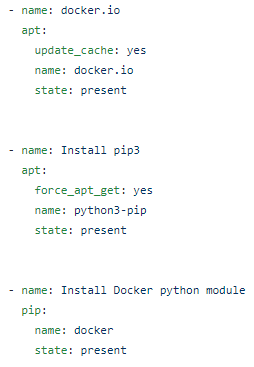 - name: docker.io
  apt:
    update_cache: yes
    name: docker.io
    state: present
- name: Install pip3
  apt:
    force_apt_get: yes
    name: python3-pip
    state: present
- name: Install Docker python module
  pip:
    name: docker
    state: present